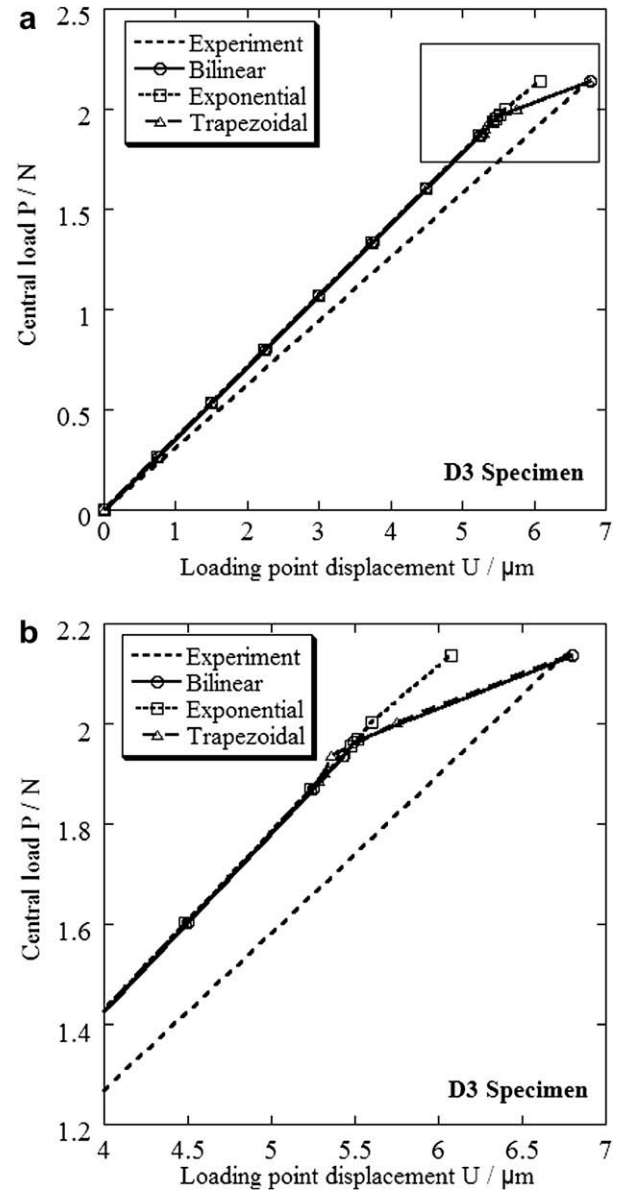 a
2.5
Experiment
Bilinear
Exponential
Trapezoidal
2
1.5
1
0.5
0
Central load P / N
D3 Specimen
0 1 2 3 4 5 6 7
Loading point displacement U / μm
b
2.2
Experiment
Bilinear
Exponential
Trapezoidal
2
1.8
1.6
1.4
1.2
Central load P / N
D3 Specimen
4 4.5 5 5.5 6 6.5 7
Loading point displacement U / μm